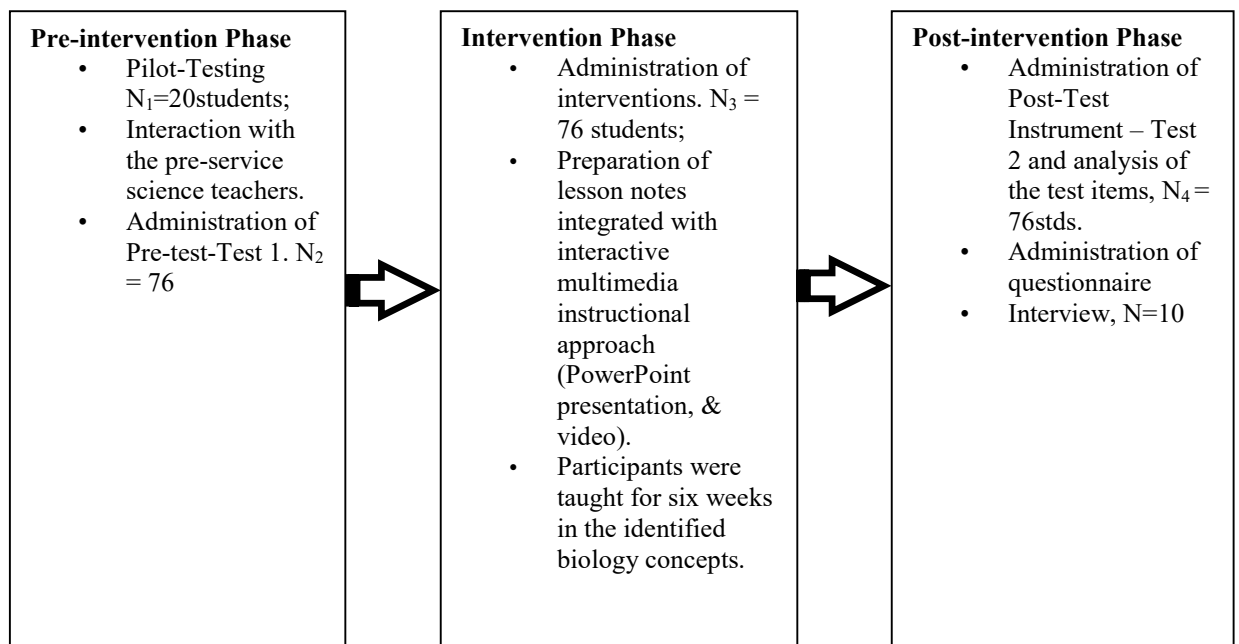 Pre-intervention Phase
• Pilot-Testing
N₁=20students;
• Interaction with
the pre-service
science teachers.
• Administration of
Pre-test-Test 1. N₂
= 76
Intervention Phase
• Administration of
interventions. N₃ =
76 students;
• Preparation of
lesson notes
integrated with
interactive
multimedia
instructional
approach
(PowerPoint
presentation, &
video).
• Participants were
taught for six weeks
in the identified
biology concepts.
Post-intervention Phase
• Administration of
Post-Test
Instrument – Test
2 and analysis of
the test items, N₄ =
76stds.
• Administration of
questionnaire
• Interview, N=10